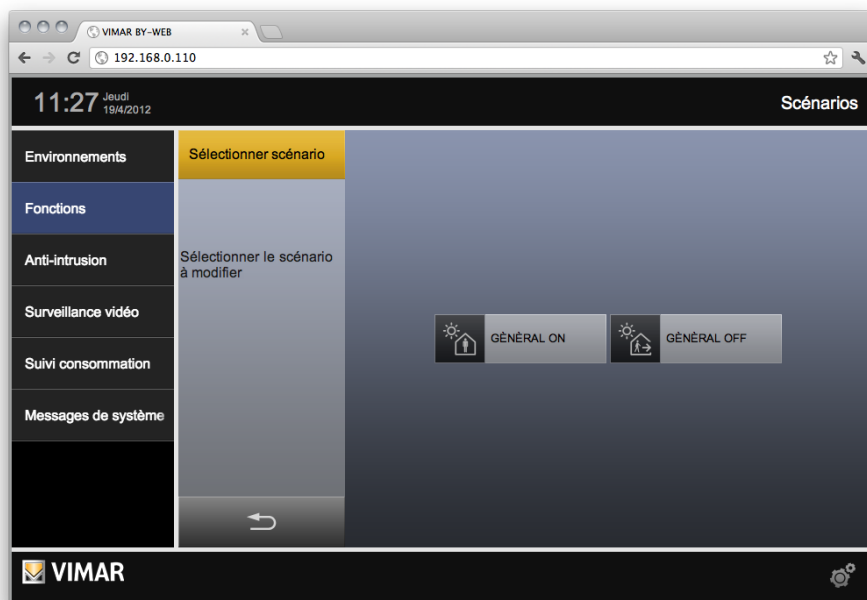 VIMAR BY-WEB
192.168.0.110
11:27 Jeudi
19/4/2012
Scénarios
Environnements
Fonctions
Anti-intrusion
Surveillance vidéo
Suivi consommation
Messages de système
Sélectionner scénario
Sélectionner le scénario
à modifier
GÈNÈRAL ON
GÈNÈRAL OFF
VIMAR